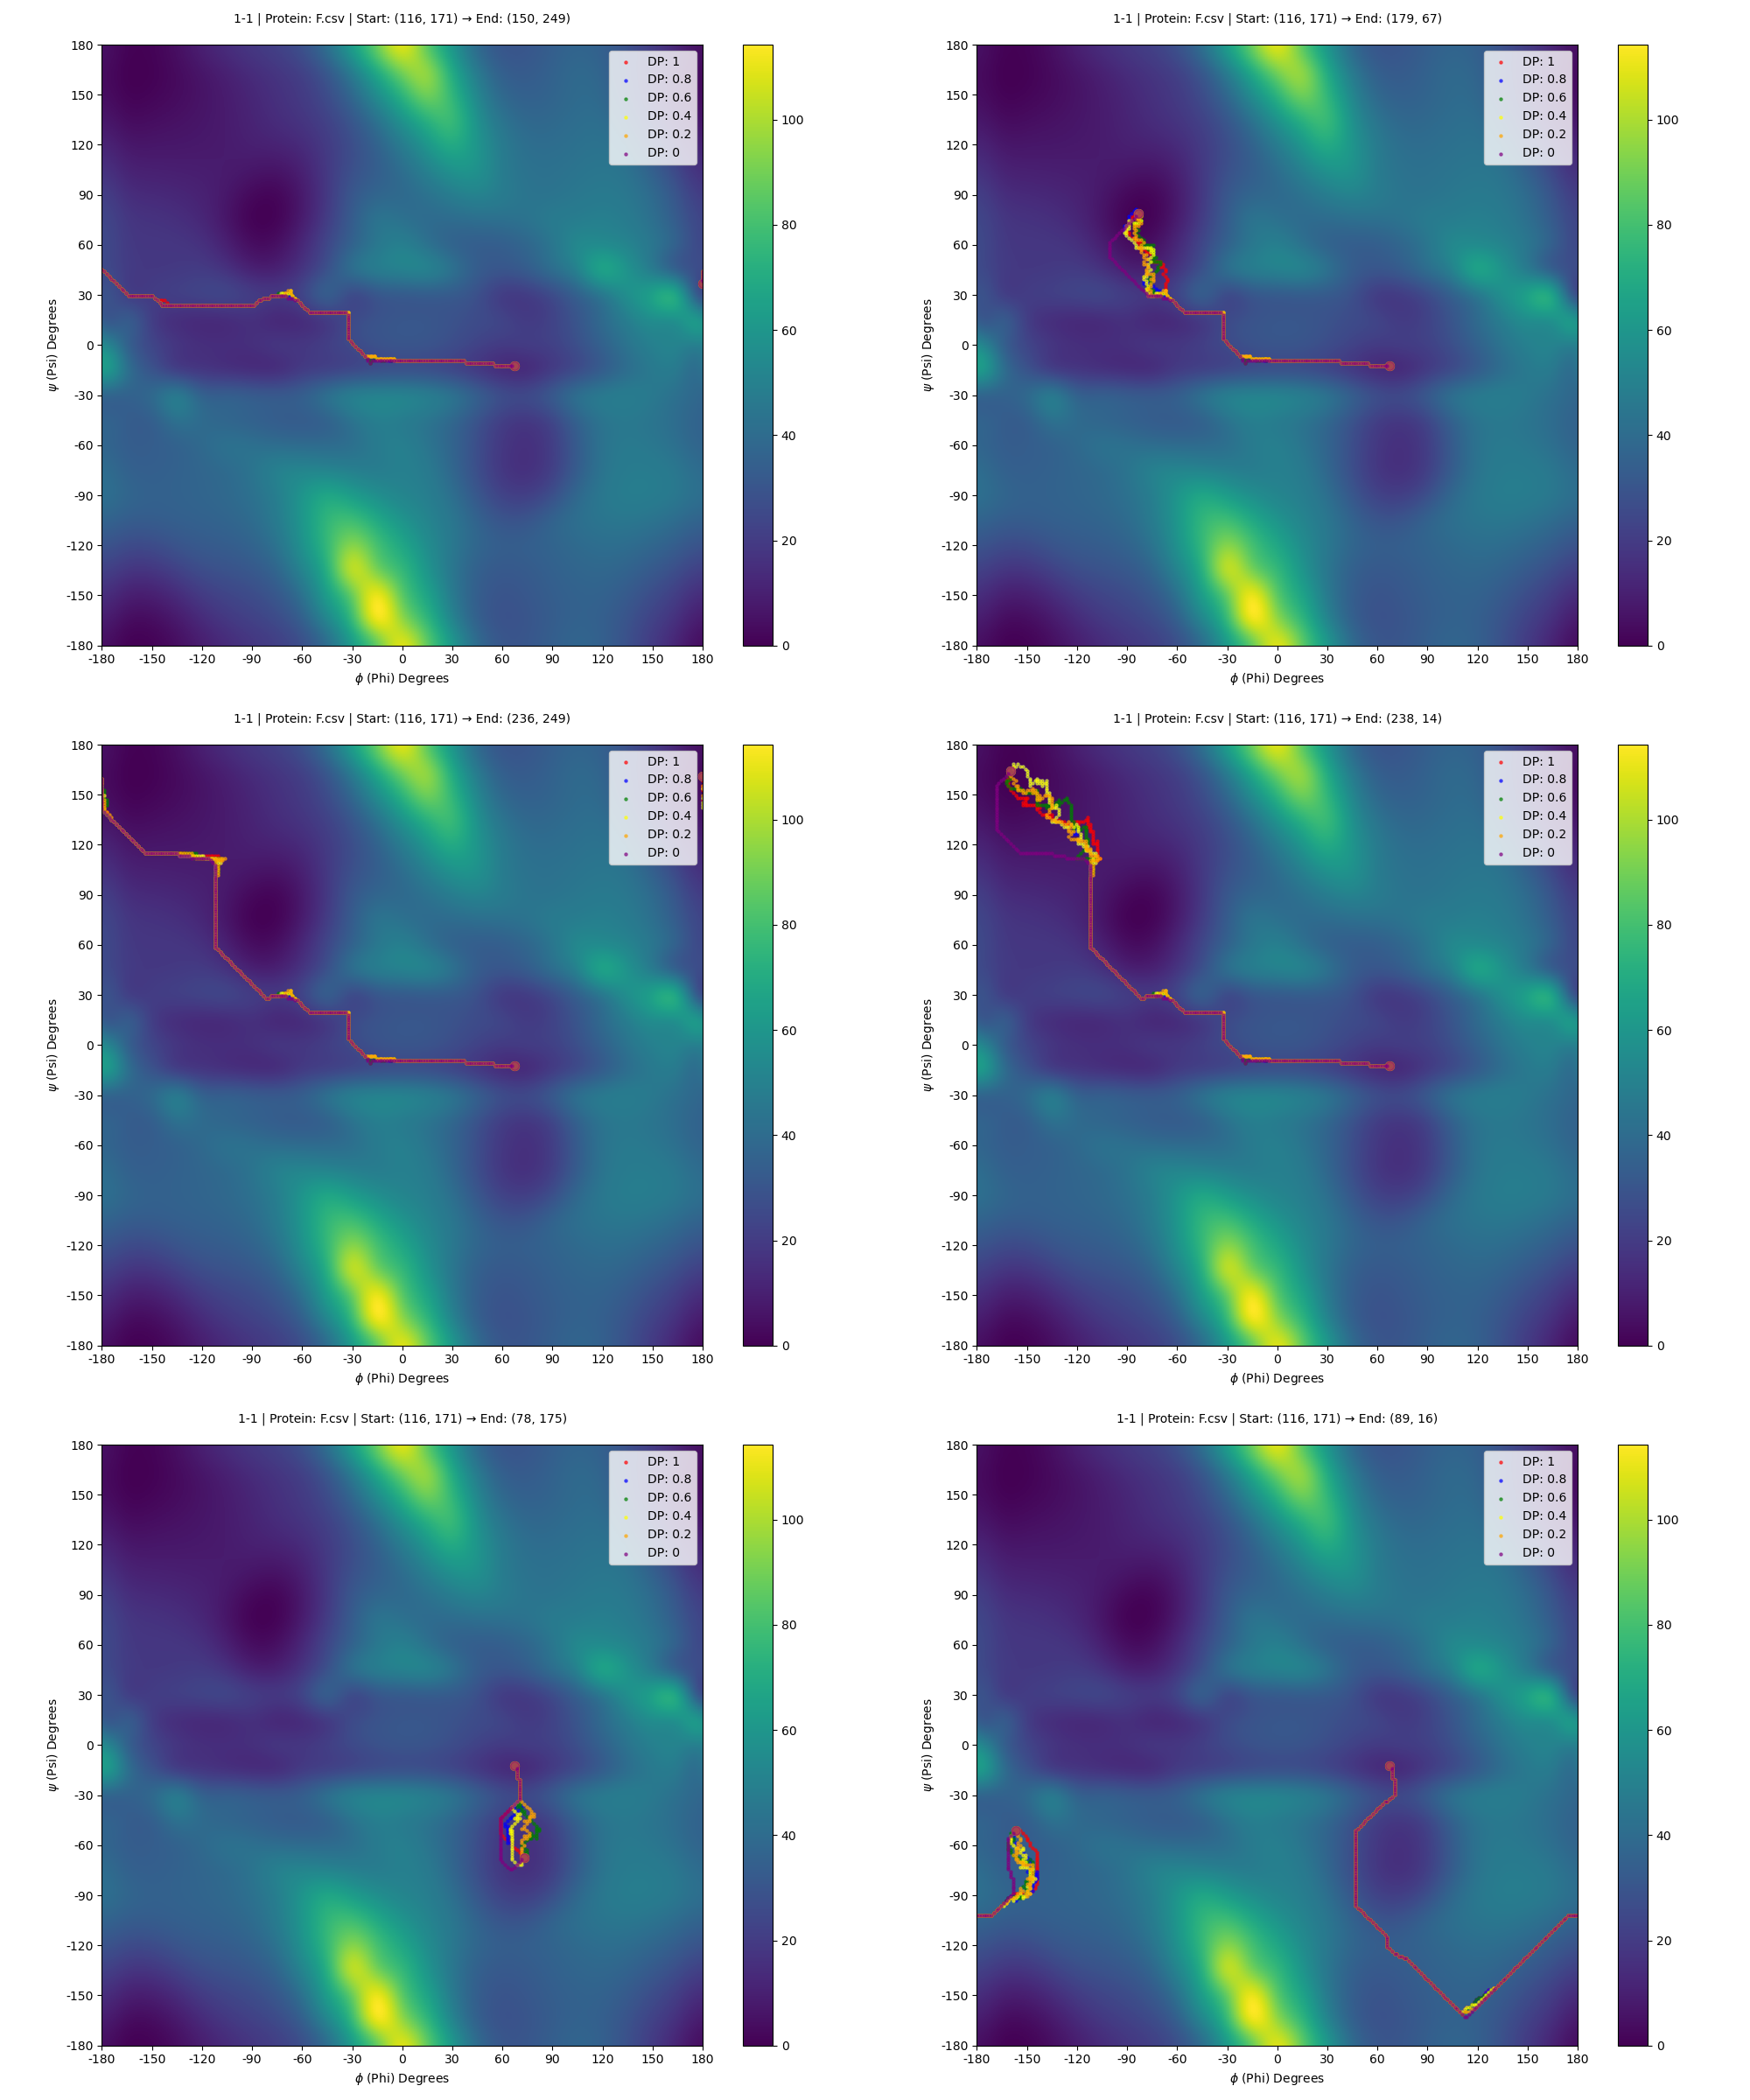 1-1 | Protein: F.csv | Start: (116, 171) → End: (150, 249)
DP: 1
DP: 0.8
DP: 0.6
DP: 0.4
DP: 0.2
DP: 0
180
150
120
90
60
30
0
-30
-60
-90
-120
-150
-180
ψ (Psi) Degrees
-180 -150 -120 -90 -60 -30 0 30 60 90 120 150 180
ϕ (Phi) Degrees
100
80
60
40
20
0
1-1 | Protein: F.csv | Start: (116, 171) → End: (179, 67)
DP: 1
DP: 0.8
DP: 0.6
DP: 0.4
DP: 0.2
DP: 0
180
150
120
90
60
30
0
-30
-60
-90
-120
-150
-180
ψ (Psi) Degrees
-180 -150 -120 -90 -60 -30 0 30 60 90 120 150 180
ϕ (Phi) Degrees
100
80
60
40
20
0
1-1 | Protein: F.csv | Start: (116, 171) → End: (236, 249)
DP: 1
DP: 0.8
DP: 0.6
DP: 0.4
DP: 0.2
DP: 0
180
150
120
90
60
30
0
-30
-60
-90
-120
-150
-180
ψ (Psi) Degrees
-180 -150 -120 -90 -60 -30 0 30 60 90 120 150 180
ϕ (Phi) Degrees
100
80
60
40
20
0
1-1 | Protein: F.csv | Start: (116, 171) → End: (238, 14)
DP: 1
DP: 0.8
DP: 0.6
DP: 0.4
DP: 0.2
DP: 0
180
150
120
90
60
30
0
-30
-60
-90
-120
-150
-180
ψ (Psi) Degrees
-180 -150 -120 -90 -60 -30 0 30 60 90 120 150 180
ϕ (Phi) Degrees
100
80
60
40
20
0
1-1 | Protein: F.csv | Start: (116, 171) → End: (78, 175)
DP: 1
DP: 0.8
DP: 0.6
DP: 0.4
DP: 0.2
DP: 0
180
150
120
90
60
30
0
-30
-60
-90
-120
-150
-180
ψ (Psi) Degrees
-180 -150 -120 -90 -60 -30 0 30 60 90 120 150 180
ϕ (Phi) Degrees
100
80
60
40
20
0
1-1 | Protein: F.csv | Start: (116, 171) → End: (89, 16)
DP: 1
DP: 0.8
DP: 0.6
DP: 0.4
DP: 0.2
DP: 0
180
150
120
90
60
30
0
-30
-60
-90
-120
-150
-180
ψ (Psi) Degrees
-180 -150 -120 -90 -60 -30 0 30 60 90 120 150 180
ϕ (Phi) Degrees
100
80
60
40
20
0